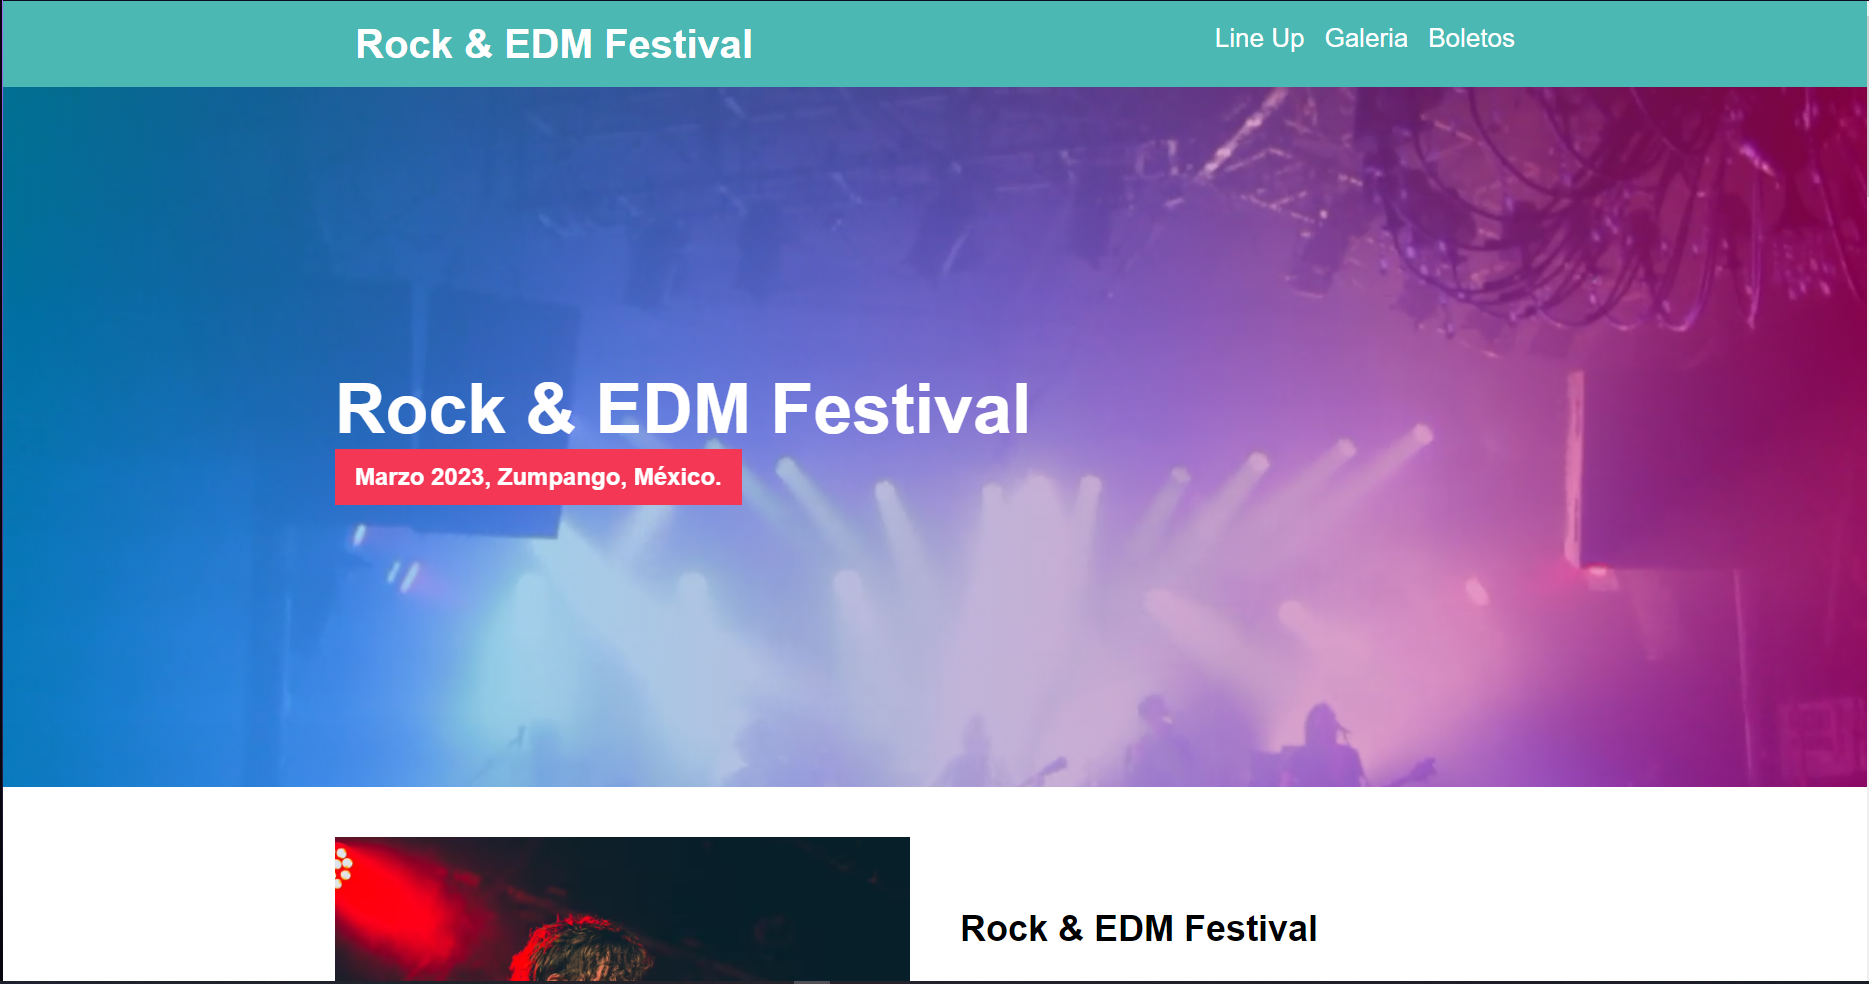 Rock & EDM Festival
Line Up Galeria Boletos
Rock & EDM Festival
Marzo 2023, Zumpango, México.
Rock & EDM Festival